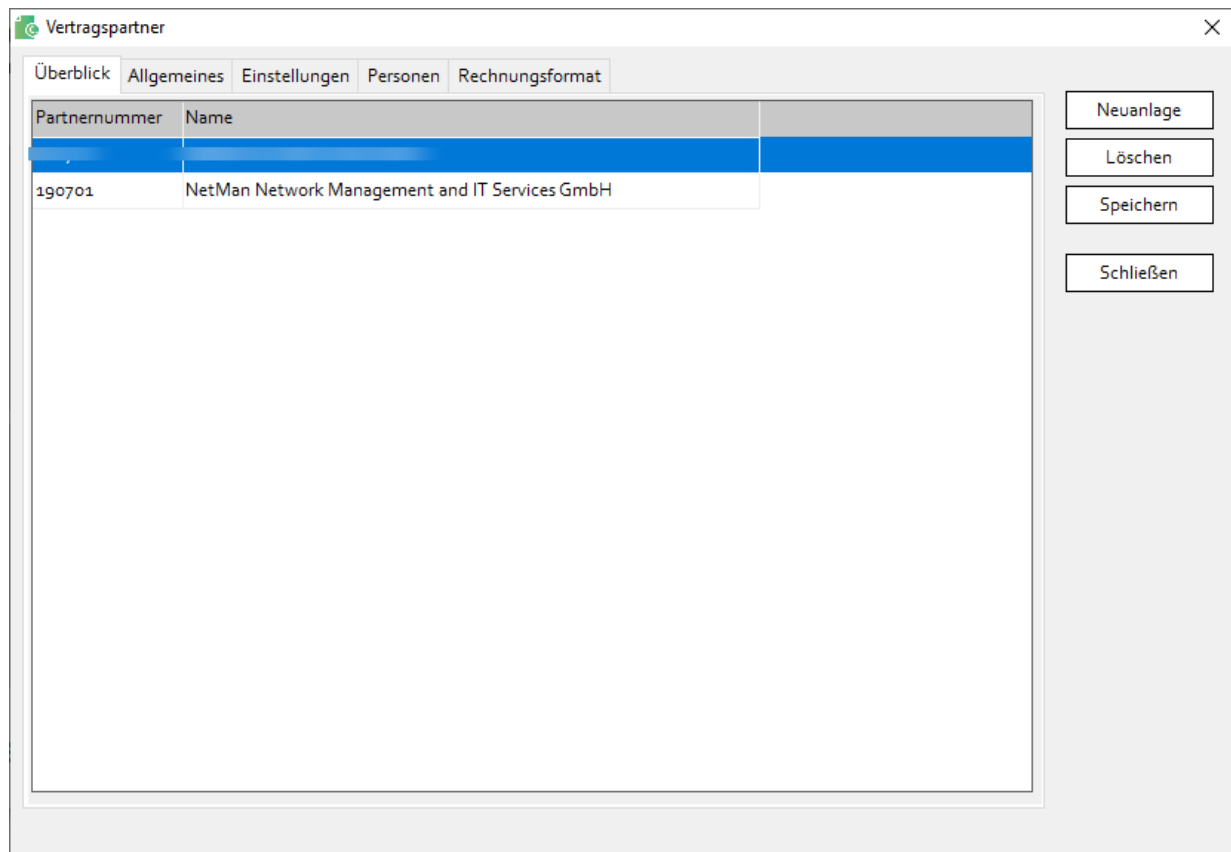 Vertragspartner
Überblick Allgemeines Einstellungen Personen Rechnungsformat
Partnernummer Name
190701 NetMan Network Management and IT Services GmbH
Neuanlage
Löschen
Speichern
Schließen